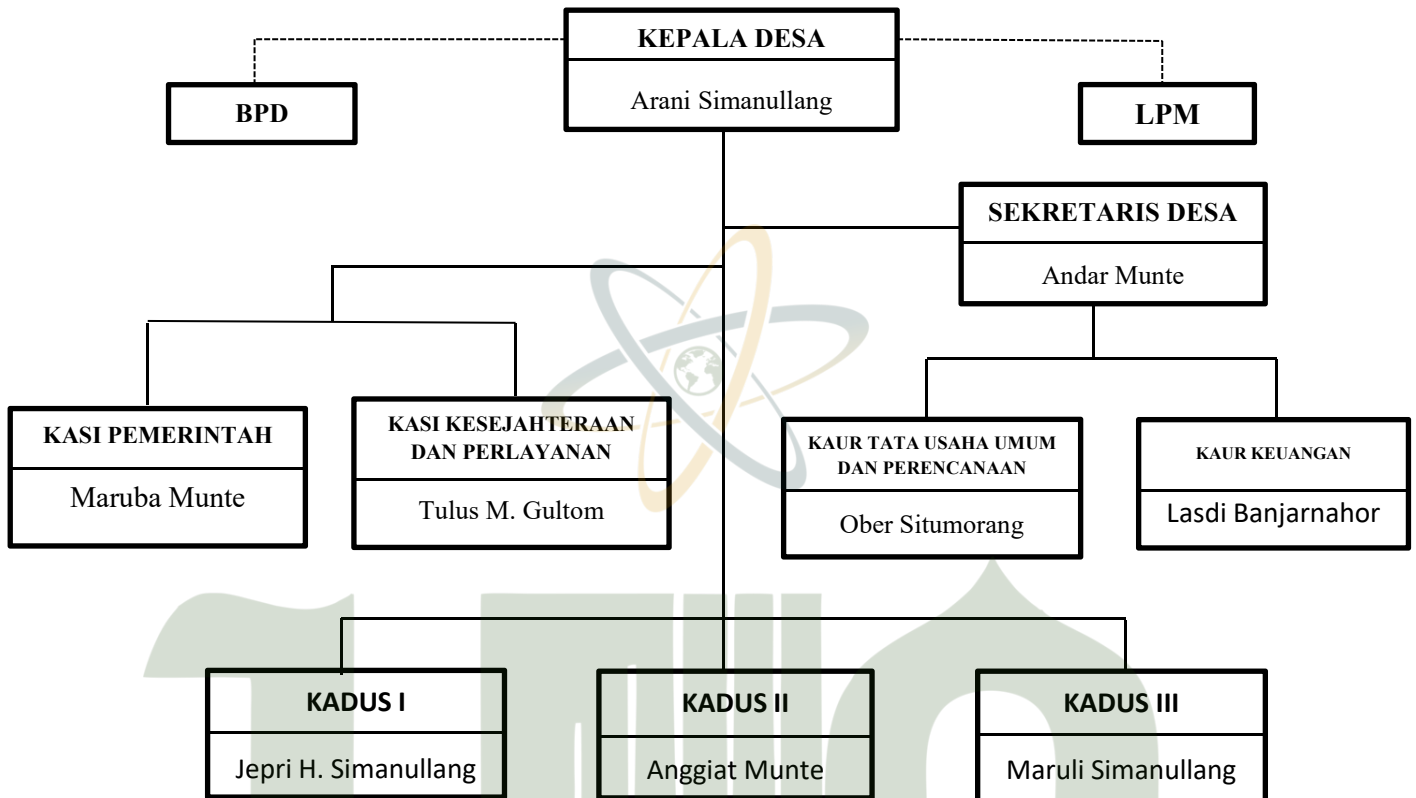 KEPALA DESA
Arani Simanullang
BPD
LPM
SEKRETARIS DESA
Andar Munte
KASI PEMERINTAH
Maruba Munte
KASI KESEJAHTERAAN
DAN PERLAYANAN
Tulus M. Gultom
KAUR TATA USAHA UMUM
DAN PERENCANAAN
Ober Situmorang
KAUR KEUANGAN
Lasdi Banjarnahor
KADUS I
Jepri H. Simanullang
KADUS II
Anggiat Munte
KADUS III
Maruli Simanullang